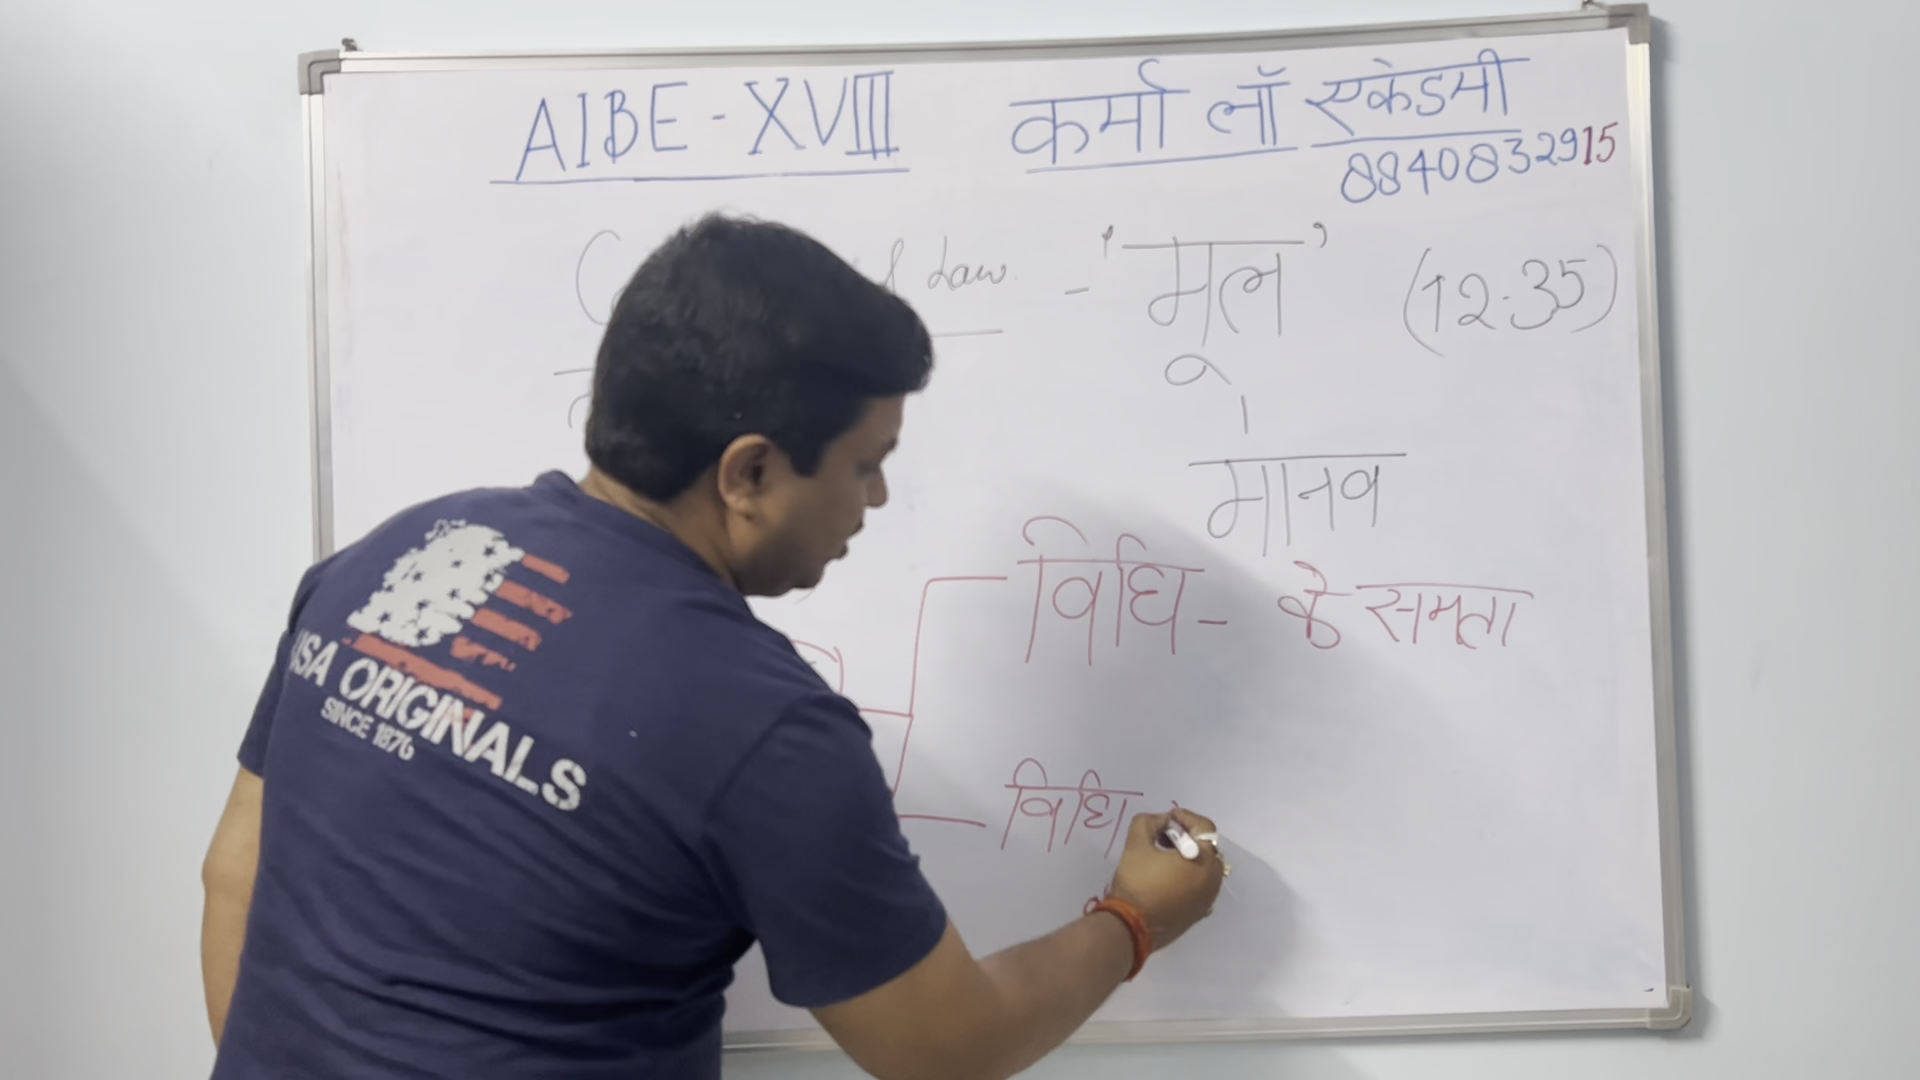 AIBE-XVIII कर्मा लॉ एकेडमी
8840832915
Law - 'मूल' (12-35)
मानव
विधि - के समता
विधि
USA ORIGINALS
SINCE 1876